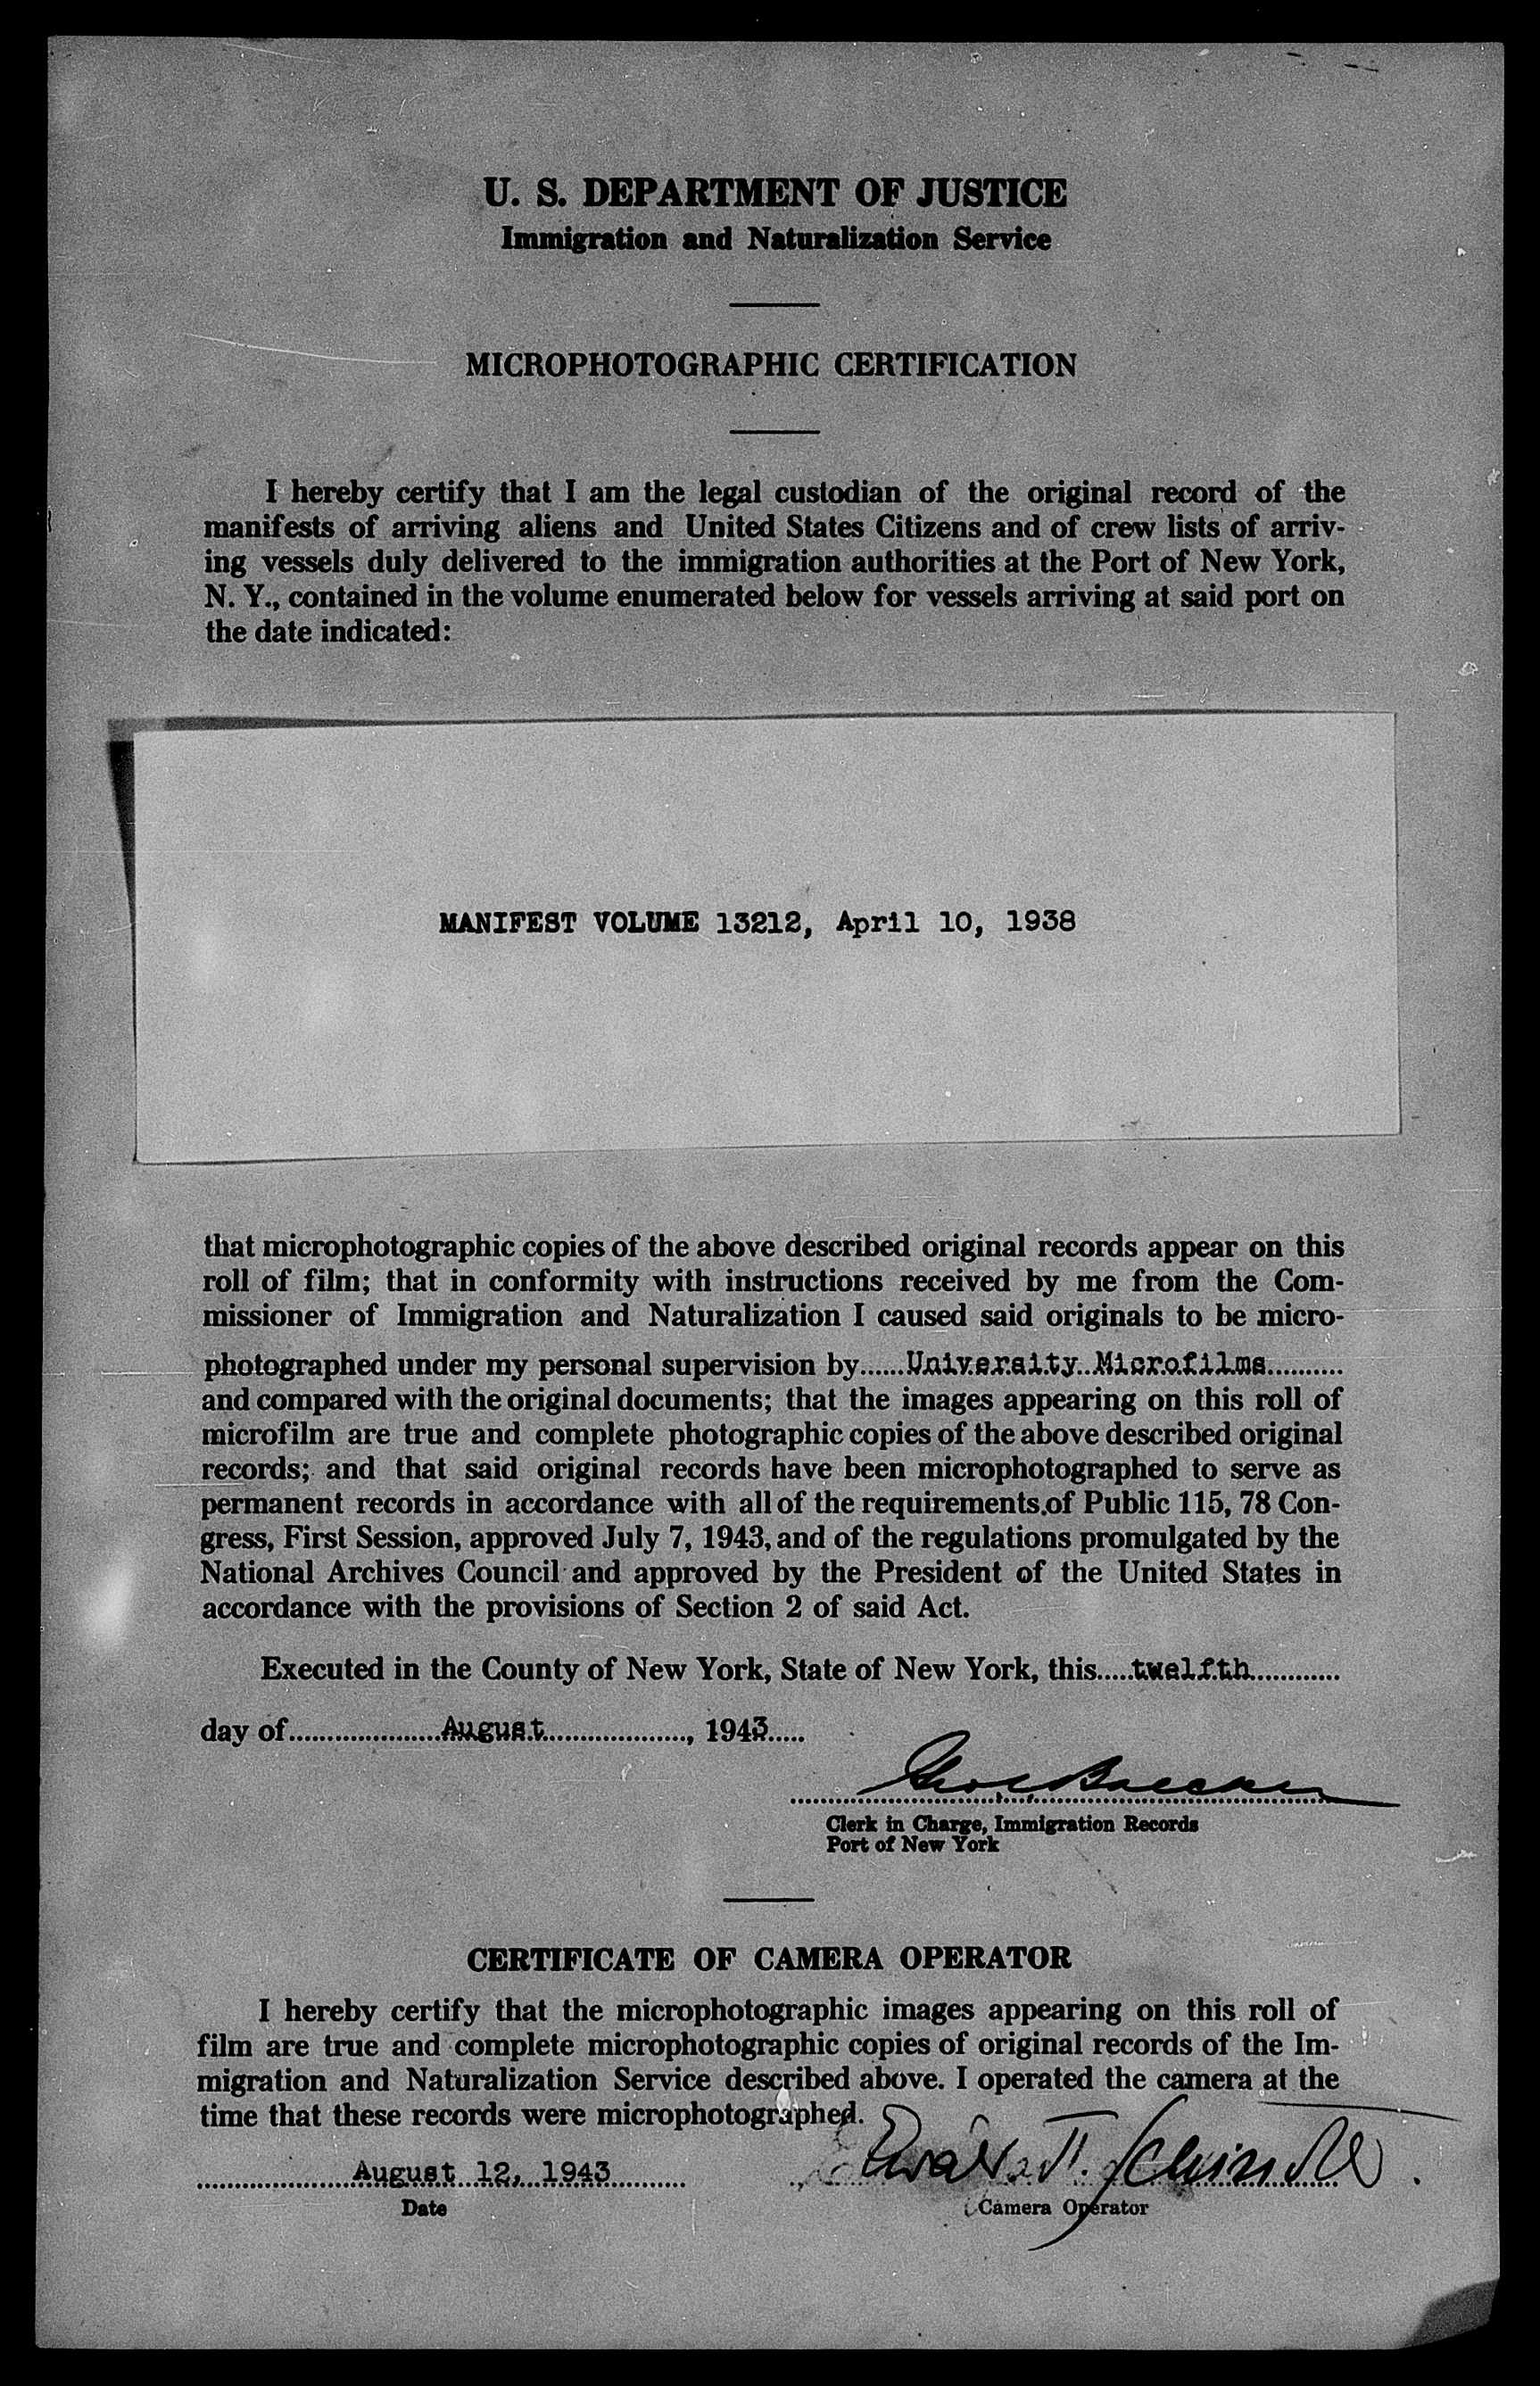 U. S. DEPARTMENT OF JUSTICE
Immigration and Naturalization Service
MICROPHOTOGRAPHIC CERTIFICATION
I hereby certify that I am the legal custodian of the original record of the
manifests of arriving aliens and United States Citizens and of crew lists of arriv-
ing vessels duly delivered to the immigration authorities at the Port of New York,
N. Y., contained in the volume enumerated below for vessels arriving at said port on
the date indicated:
MANIFEST VOLUME 13212, April 10, 1938
that microphotographic copies of the above described original records appear on this
roll of film; that in conformity with instructions received by me from the Com-
missioner of Immigration and Naturalization I caused said originals to be micro-
photographed under my personal supervision by......University Microfilms..........
and compared with the original documents; that the images appearing on this roll of
microfilm are true and complete photographic copies of the above described original
records; and that said original records have been microphotographed to serve as
permanent records in accordance with all of the requirements of Public 115, 78 Con-
gress, First Session, approved July 7, 1943, and of the regulations promulgated by the
National Archives Council and approved by the President of the United States in
accordance with the provisions of Section 2 of said Act.
Executed in the County of New York, State of New York, this.....twelfth............
day of.....................August...................., 1943.....
Clerk in Charge, Immigration Records
Port of New York
CERTIFICATE OF CAMERA OPERATOR
I hereby certify that the microphotographic images appearing on this roll of
film are true and complete microphotographic copies of original records of the Im-
migration and Naturalization Service described above. I operated the camera at the
time that these records were microphotographed.
August 12, 1943
Date
Camera Operator